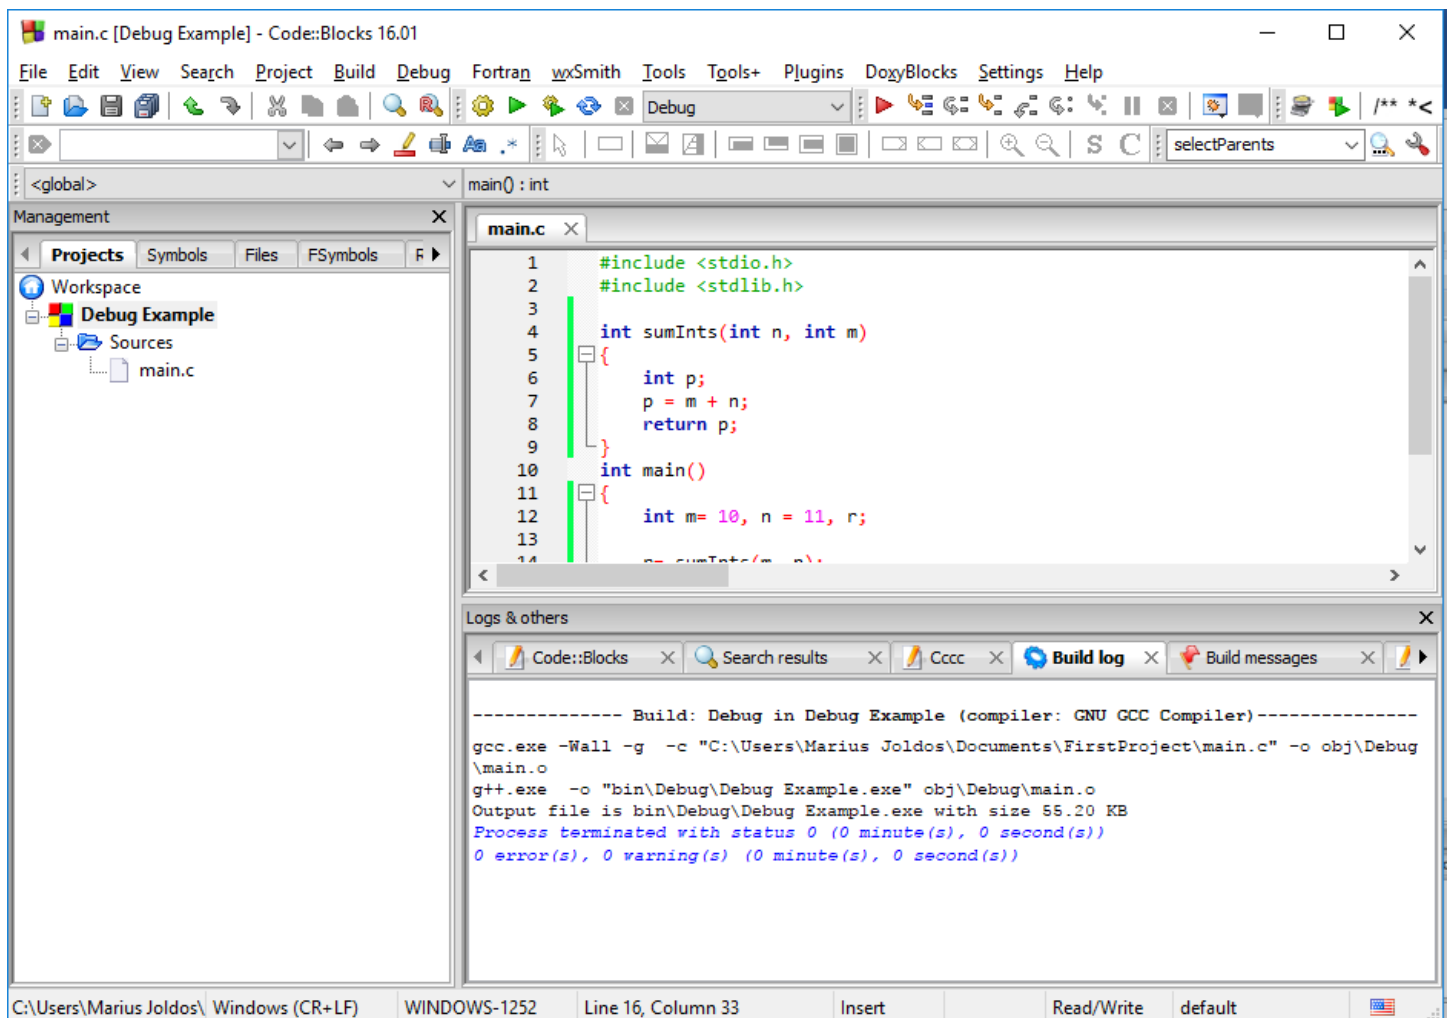 main.c [Debug Example] - Code::Blocks 16.01
File Edit View Search Project Build Debug Fortran wxSmith Tools Tools+ Plugins DoxyBlocks Settings Help
Debug
/** *<
selectParents
<global>
main() : int
Management
Projects Symbols Files FSymbols R
Workspace
Debug Example
Sources
main.c
main.c
1 #include <stdio.h>
2 #include <stdlib.h>
3
4 int sumInts(int n, int m)
5 {
6 int p;
7 p = m + n;
8 return p;
9 }
10 int main()
11 {
12 int m= 10, n = 11, r;
13
14 r= sumInts(m, n);
Logs & others
Code::Blocks Search results Cccc Build log Build messages
-------------- Build: Debug in Debug Example (compiler: GNU GCC Compiler)---------------
gcc.exe -Wall -g  -c "C:\Users\Marius Joldos\Documents\FirstProject\main.c" -o obj\Debug
\main.o
g++.exe  -o "bin\Debug\Debug Example.exe" obj\Debug\main.o
Output file is bin\Debug\Debug Example.exe with size 55.20 KB
Process terminated with status 0 (0 minute(s), 0 second(s))
0 error(s), 0 warning(s) (0 minute(s), 0 second(s))
C:\Users\Marius Joldos\ Windows (CR+LF) WINDOWS-1252 Line 16, Column 33 Insert Read/Write default